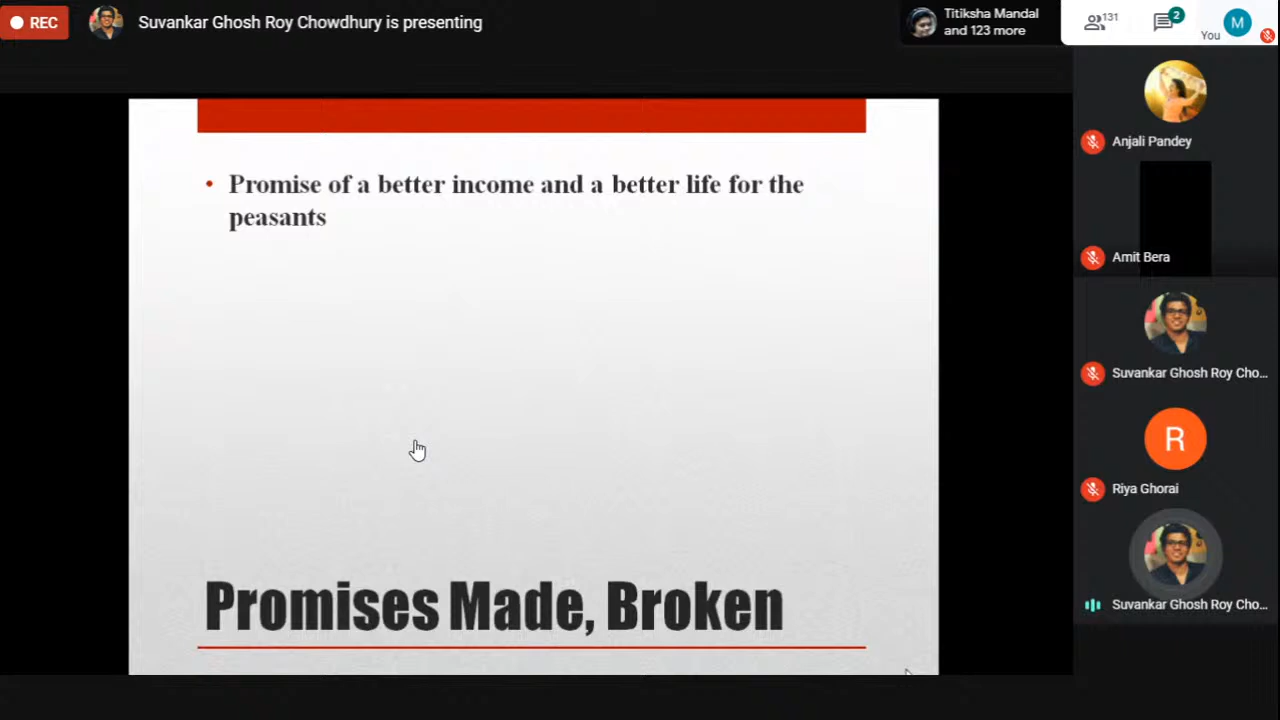 REC
Suvankar Ghosh Roy Chowdhury is presenting
Titiksha Mandal
and 123 more
131
2
You
M
Anjali Pandey
• Promise of a better income and a better life for the
peasants
Amit Bera
Suvankar Ghosh Roy Cho...
R
Riya Ghorai
Suvankar Ghosh Roy Cho...
Promises Made, Broken